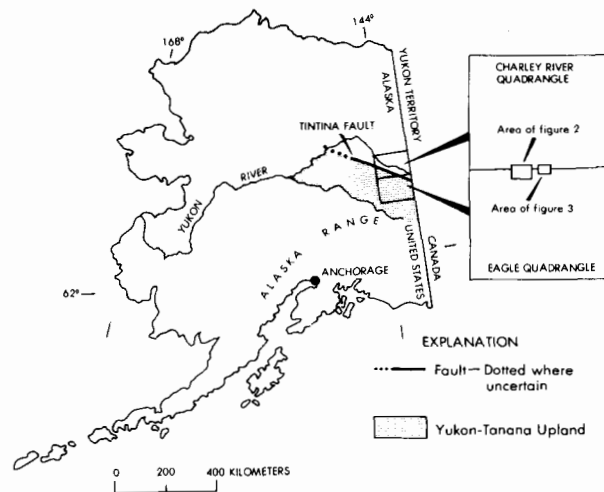 168°
144°
YUKON TERRITORY
ALASKA
TINTINA FAULT
YUKON
RIVER
ALASKA RANGE
UNITED STATES
CANADA
ANCHORAGE
62°
CHARLEY RIVER
QUADRANGLE
Area of figure 2
Area of figure 3
EAGLE QUADRANGLE
EXPLANATION
Fault — Dotted where
uncertain
Yukon-Tanana Upland
0 200 400 KILOMETERS